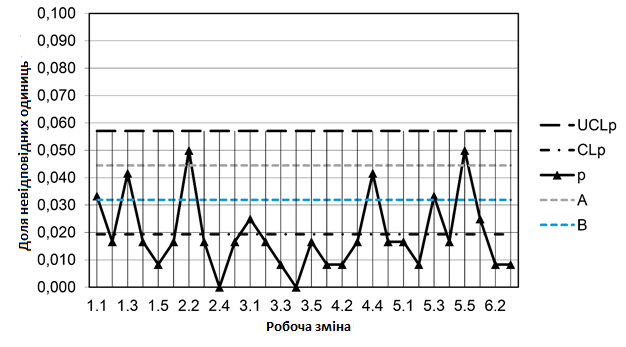 0,100
0,090
0,080
0,070
0,060
0,050
0,040
0,030
0,020
0,010
0,000
Доля невідповідних одиниць
1.1 1.3 1.5 2.2 2.4 3.1 3.3 3.5 4.2 4.4 5.1 5.3 5.5 6.2
Робоча зміна
UCLp
CLp
p
A
B